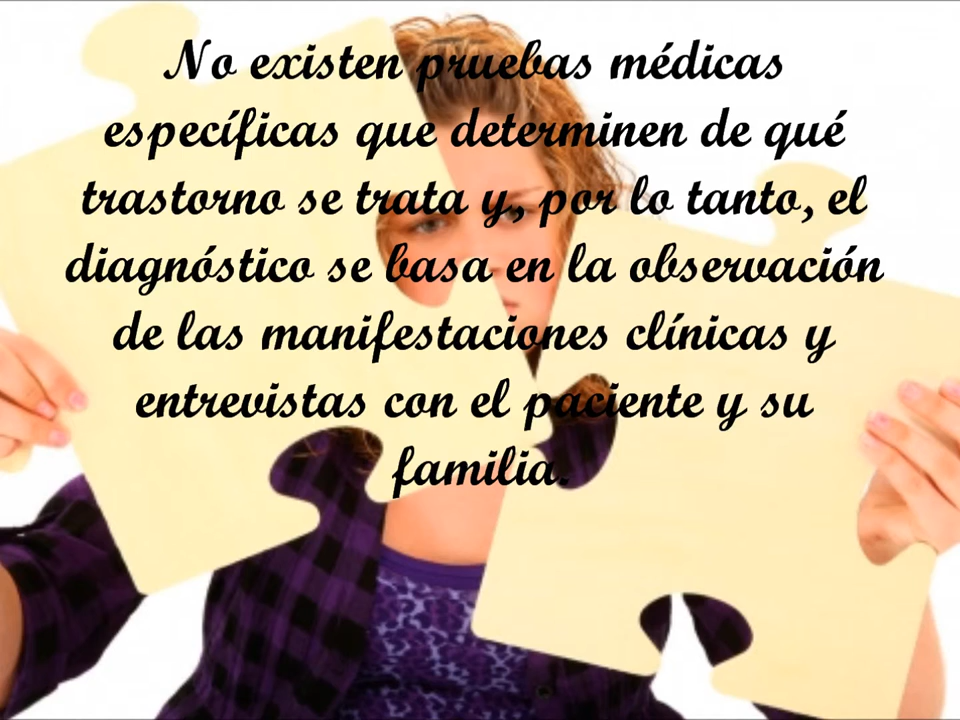 No existen pruebas médicas
específicas que determinen de qué
trastorno se trata y, por lo tanto, el
diagnóstico se basa en la observación
de las manifestaciones clínicas y
entrevistas con el paciente y su
familia.